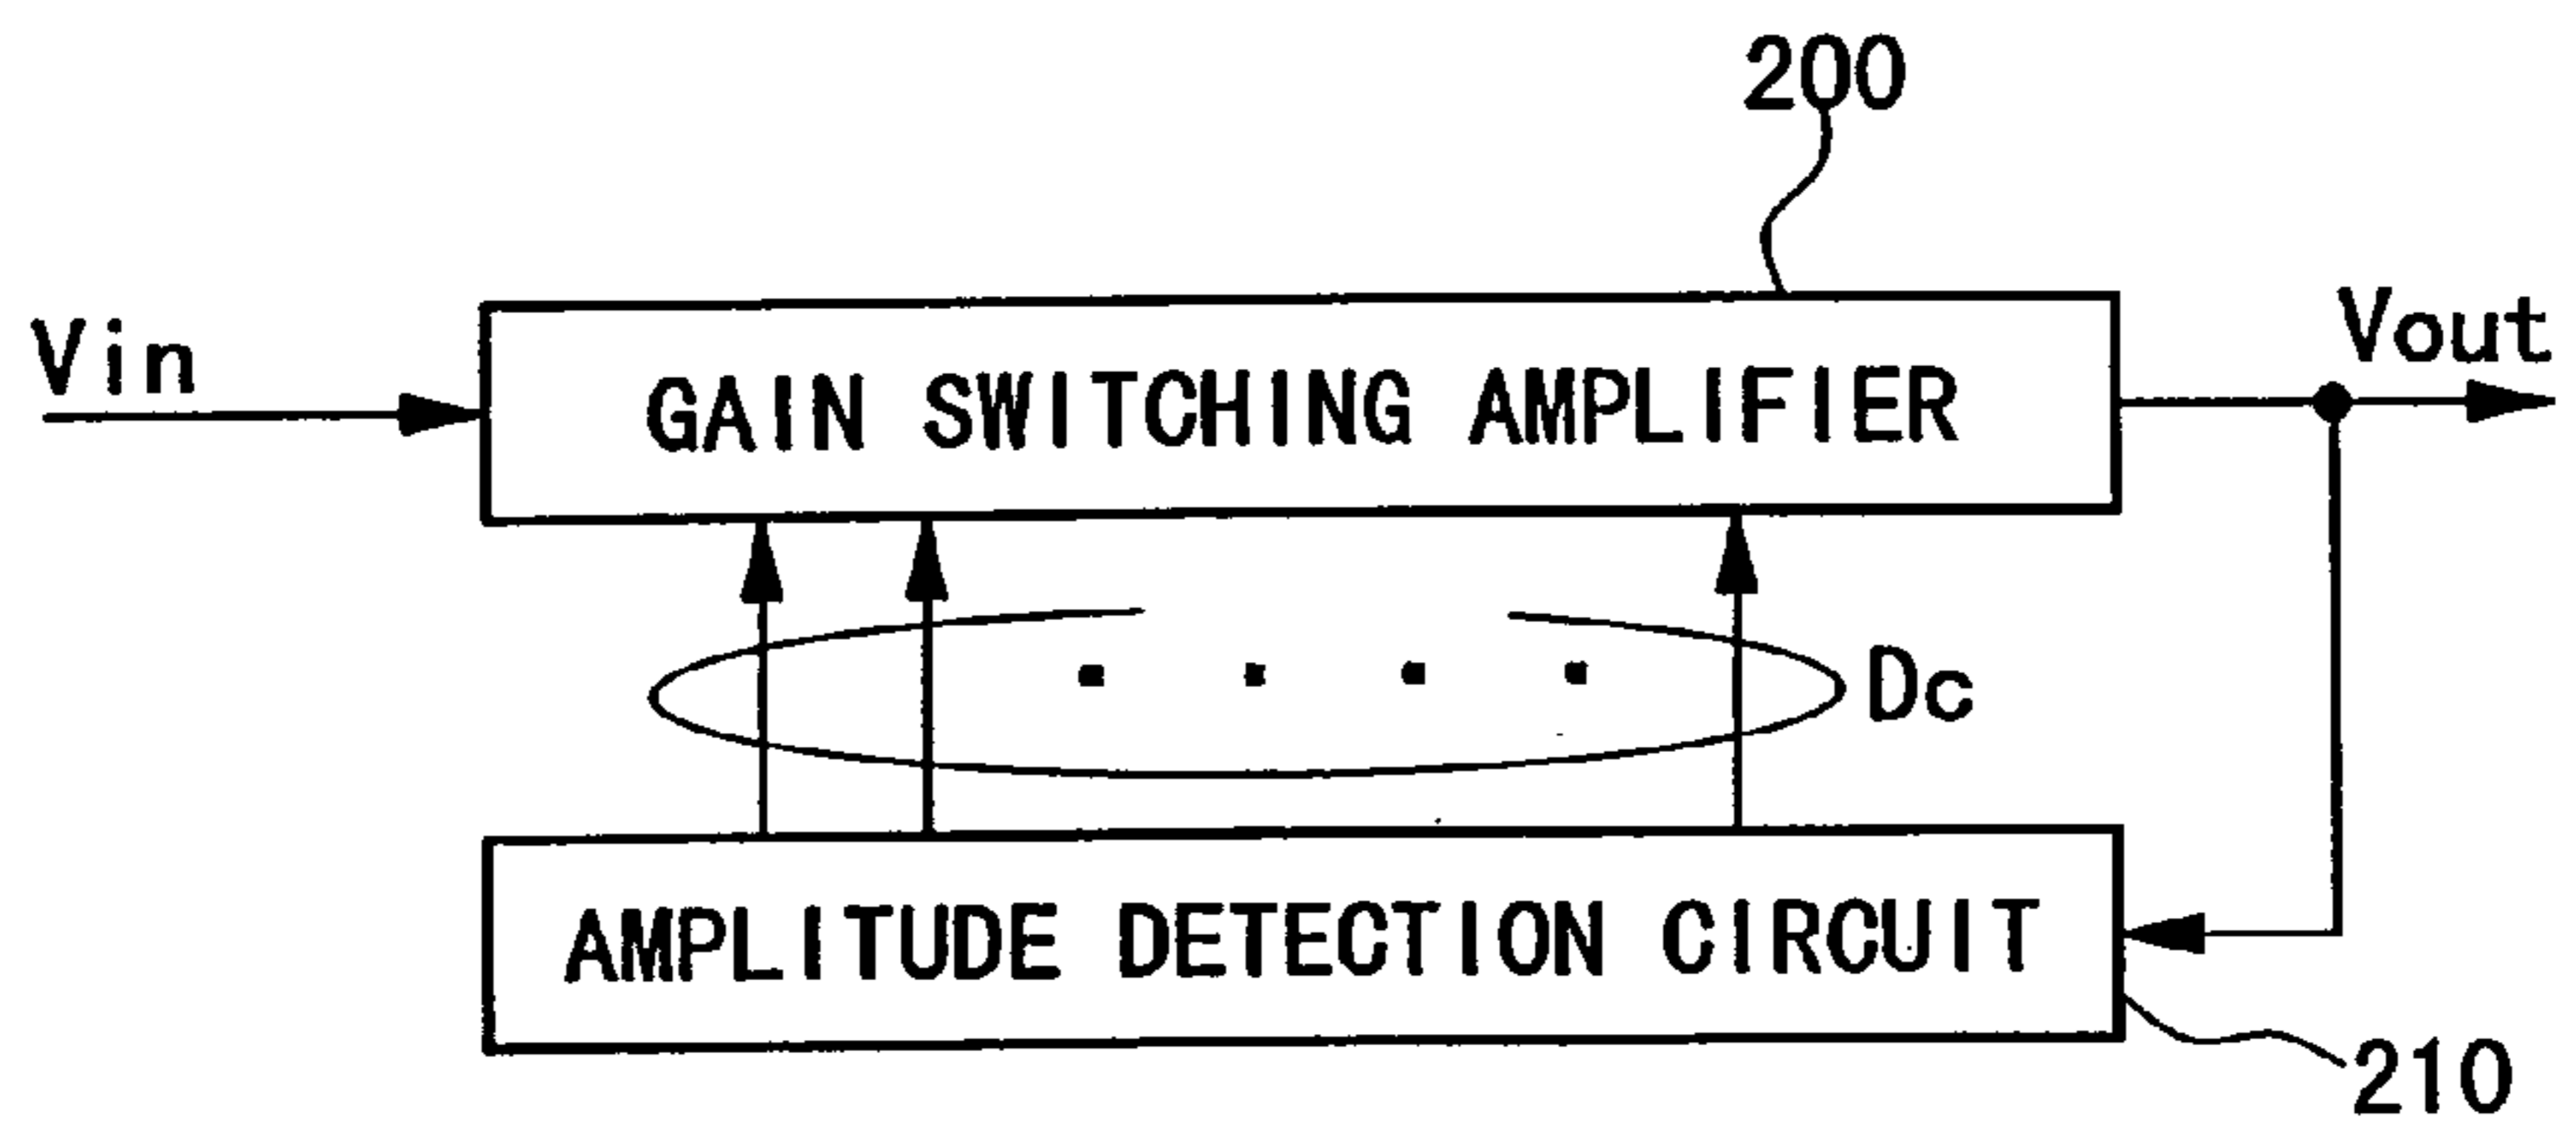 200
Vin
Vout
GAIN SWITCHING AMPLIFIER
Dc
AMPLITUDE DETECTION CIRCUIT
210